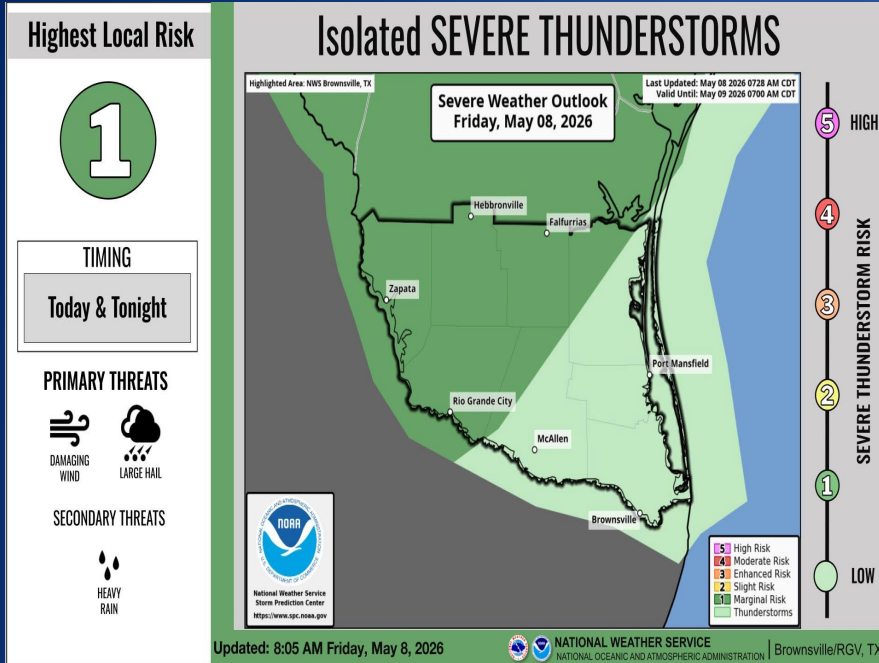 Highest Local Risk
1
TIMING
Today & Tonight
PRIMARY THREATS
DAMAGING
WIND
LARGE HAIL
SECONDARY THREATS
HEAVY
RAIN
Isolated SEVERE THUNDERSTORMS
Highlighted Area: NWS Brownsville, TX
Severe Weather Outlook
Friday, May 08, 2026
Last Updated: May 08 2026 0728 AM CDT
Valid Until: May 09 2026 0700 AM CDT
Hebbronville
Falfurrias
Zapata
Port Mansfield
Rio Grande City
McAllen
Brownsville
NOAA
National Weather Service
Storm Prediction Center
https://www.spc.noaa.gov
5 High Risk
4 Moderate Risk
3 Enhanced Risk
2 Slight Risk
1 Marginal Risk
Thunderstorms
5 HIGH
4
3
2
1
LOW
SEVERE THUNDERSTORM RISK
Updated: 8:05 AM Friday, May 8, 2026
NATIONAL WEATHER SERVICE
NATIONAL OCEANIC AND ATMOSPHERIC ADMINISTRATION
Brownsville/RGV, TX